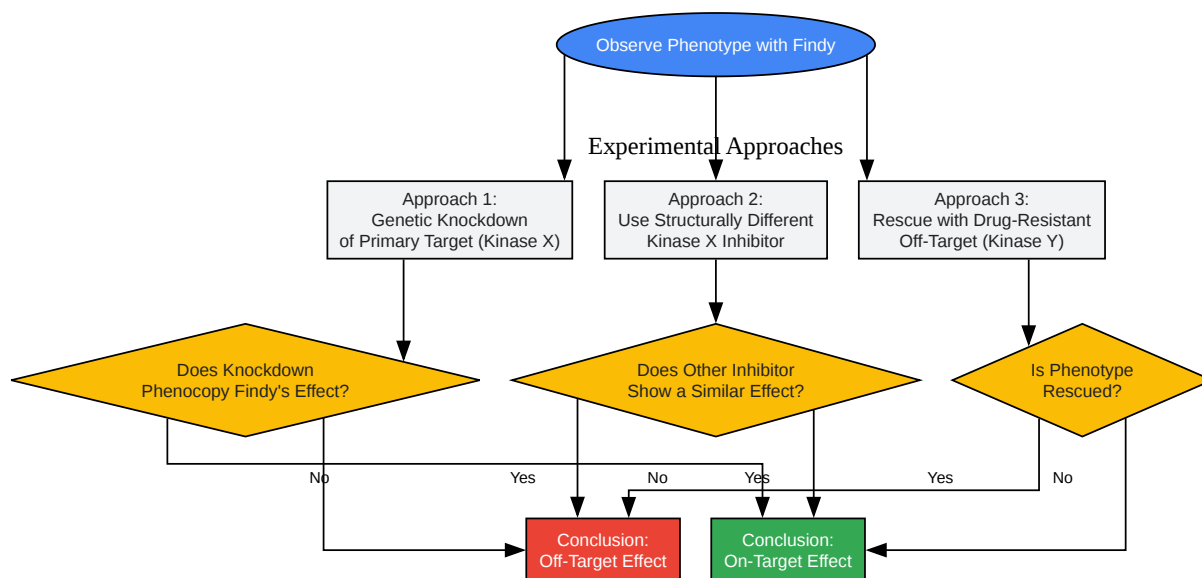 Observe Phenotype with Findy
Experimental Approaches
Approach 1:
Genetic Knockdown
of Primary Target (Kinase X)
Approach 2:
Use Structurally Different
Kinase X Inhibitor
Approach 3:
Rescue with Drug-Resistant
Off-Target (Kinase Y)
Does Knockdown
Phenocopy Findy's Effect?
Does Other Inhibitor
Show a Similar Effect?
Is Phenotype
Rescued?
No
Yes
No
Yes
Yes
No
Conclusion:
Off-Target Effect
Conclusion:
On-Target Effect